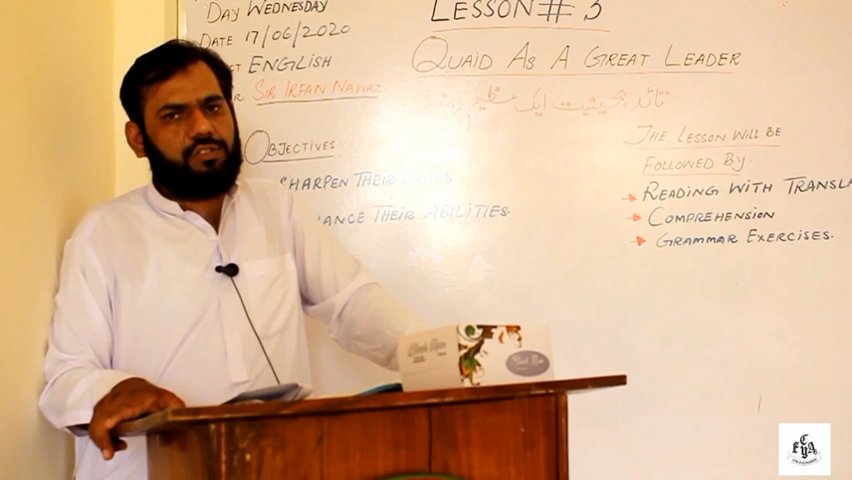 DAY WEDNESDAY
DATE 17/06/2020
ENGLISH
SIR IRFAN NAWAZ
LESSON # 3
QUAID AS A GREAT LEADER
قائد بحیثیت ایک عظیم
OBJECTIVES
SHARPEN THEIR SKILLS
THEIR ABILITIES.
THE LESSON WILL BE
FOLLOWED BY
READING WITH
COMPREHENSION
GRAMMAR EXERCISES.